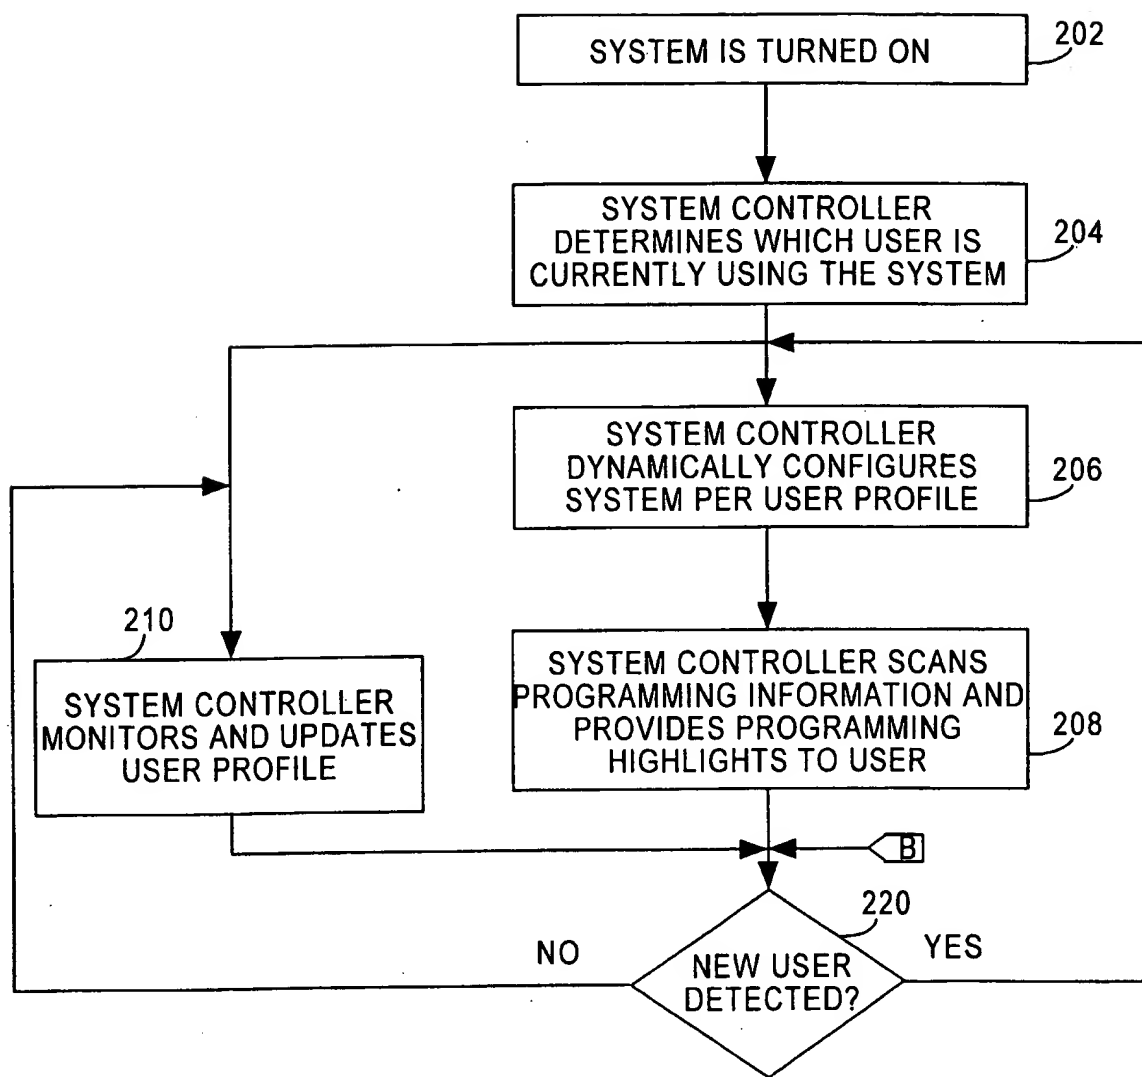 SYSTEM IS TURNED ON
202
SYSTEM CONTROLLER
DETERMINES WHICH USER IS
CURRENTLY USING THE SYSTEM
204
SYSTEM CONTROLLER
DYNAMICALLY CONFIGURES
SYSTEM PER USER PROFILE
206
210
SYSTEM CONTROLLER
MONITORS AND UPDATES
USER PROFILE
SYSTEM CONTROLLER SCANS
PROGRAMMING INFORMATION AND
PROVIDES PROGRAMMING
HIGHLIGHTS TO USER
208
B
220
NO
YES
NEW USER
DETECTED?